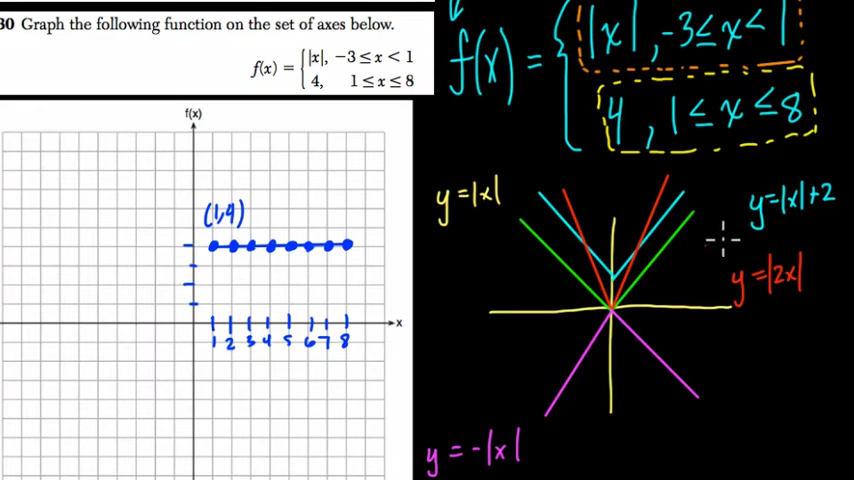 30 Graph the following function on the set of axes below.
f(x) = { |x|, −3 ≤ x < 1
4, 1 ≤ x ≤ 8
f(x)
(1,4)
x
1 2 3 4 5 6 7 8
f(x) = { |x|, -3 ≤ x < 1
4, 1 ≤ x ≤ 8
y=|x|
y=|x|+2
y=|2x|
y = -|x|